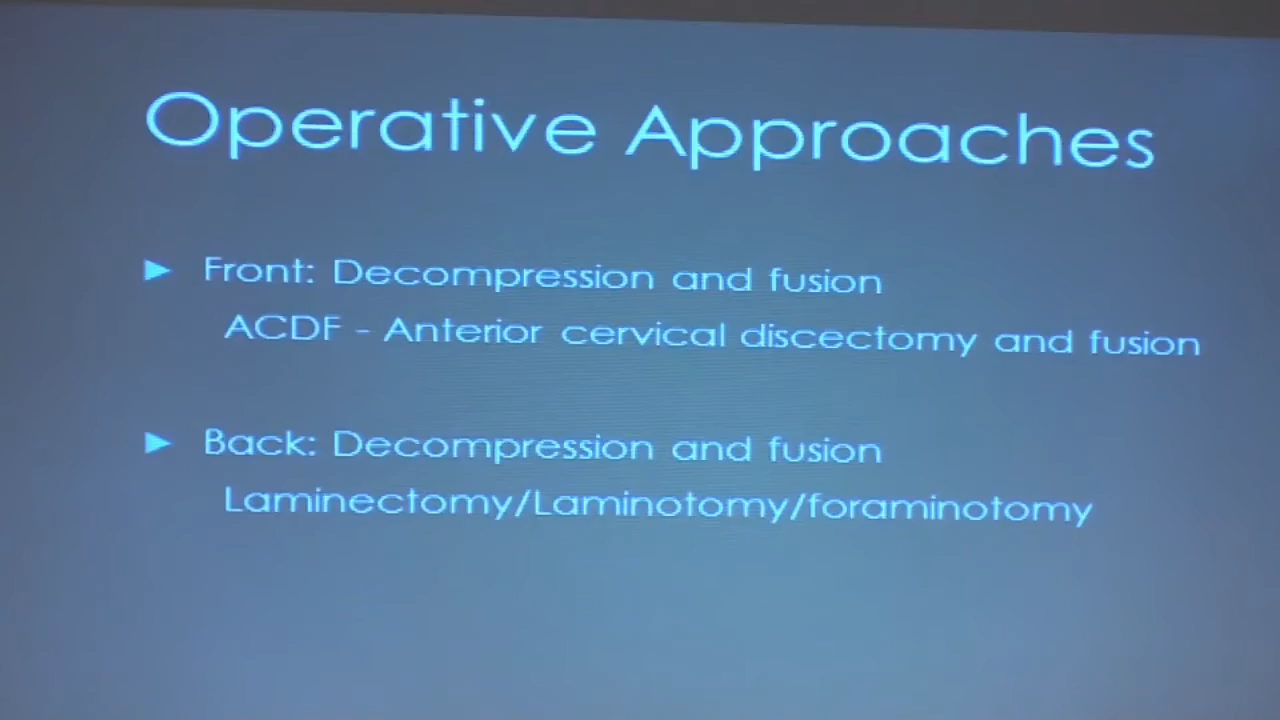 Operative Approaches
► Front: Decompression and fusion
ACDF - Anterior cervical discectomy and fusion
► Back: Decompression and fusion
Laminectomy/Laminotomy/foraminotomy